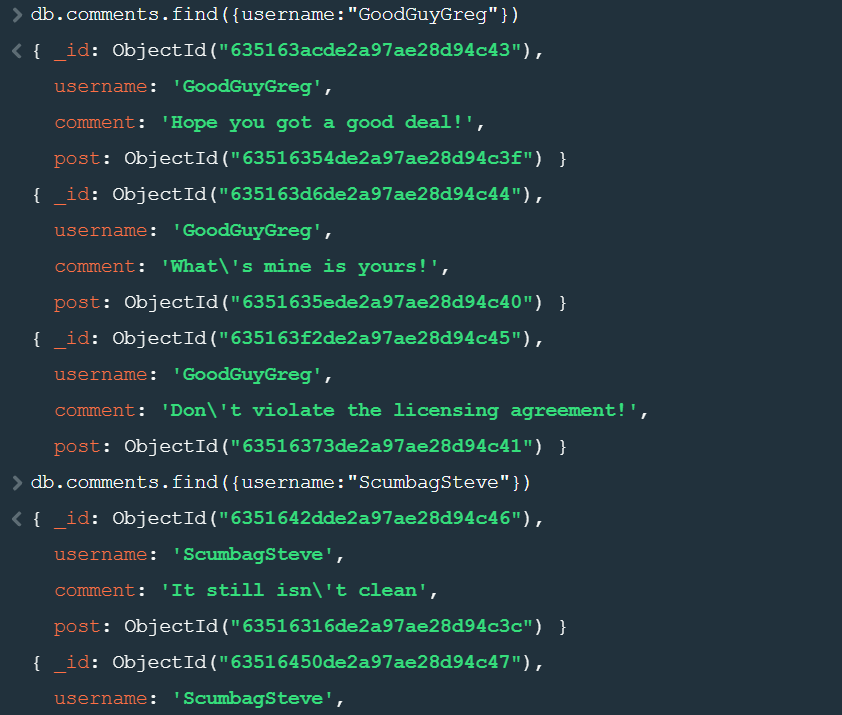 > db.comments.find({username:"GoodGuyGreg"})
< { _id: ObjectId("635163acde2a97ae28d94c43"),
username: 'GoodGuyGreg',
comment: 'Hope you got a good deal!',
post: ObjectId("63516354de2a97ae28d94c3f") }
{ _id: ObjectId("635163d6de2a97ae28d94c44"),
username: 'GoodGuyGreg',
comment: 'What\'s mine is yours!',
post: ObjectId("6351635ede2a97ae28d94c40") }
{ _id: ObjectId("635163f2de2a97ae28d94c45"),
username: 'GoodGuyGreg',
comment: 'Don\'t violate the licensing agreement!',
post: ObjectId("63516373de2a97ae28d94c41") }
> db.comments.find({username:"ScumbagSteve"})
< { _id: ObjectId("6351642dde2a97ae28d94c46"),
username: 'ScumbagSteve',
comment: 'It still isn\'t clean',
post: ObjectId("63516316de2a97ae28d94c3c") }
{ _id: ObjectId("63516450de2a97ae28d94c47"),
username: 'ScumbagSteve',